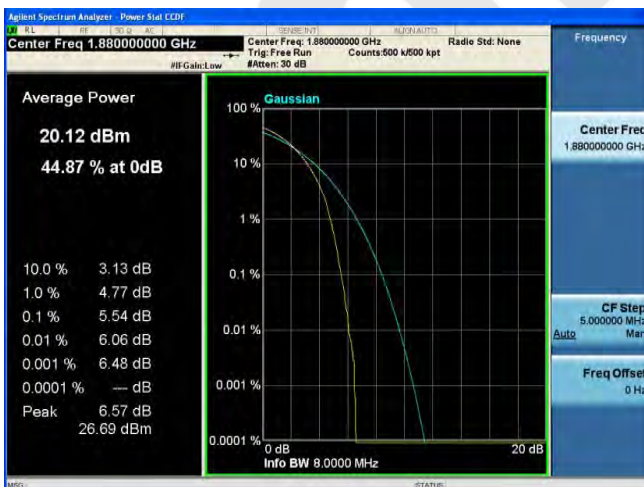 Agilent Spectrum Analyzer - Power Stat CCDF
RL RF 50 Ω AC SENSE:INT ALIGN AUTO
Center Freq 1.880000000 GHz
Center Freq: 1.880000000 GHz Radio Std: None
Trig: Free Run Counts:500 k/500 kpt
#IFGain:Low #Atten: 30 dB
Frequency
Average Power
20.12 dBm
44.87 % at 0dB
10.0 % 3.13 dB
1.0 % 4.77 dB
0.1 % 5.54 dB
0.01 % 6.06 dB
0.001 % 6.48 dB
0.0001 % --- dB
Peak 6.57 dB
26.69 dBm
Gaussian
100 %
10 %
1 %
0.1 %
0.01 %
0.001 %
0.0001 %
0 dB 20 dB
Info BW 8.0000 MHz
Center Freq
1.880000000 GHz
CF Step
5.000000 MHz
Auto Man
Freq Offset
0 Hz
MSG STATUS